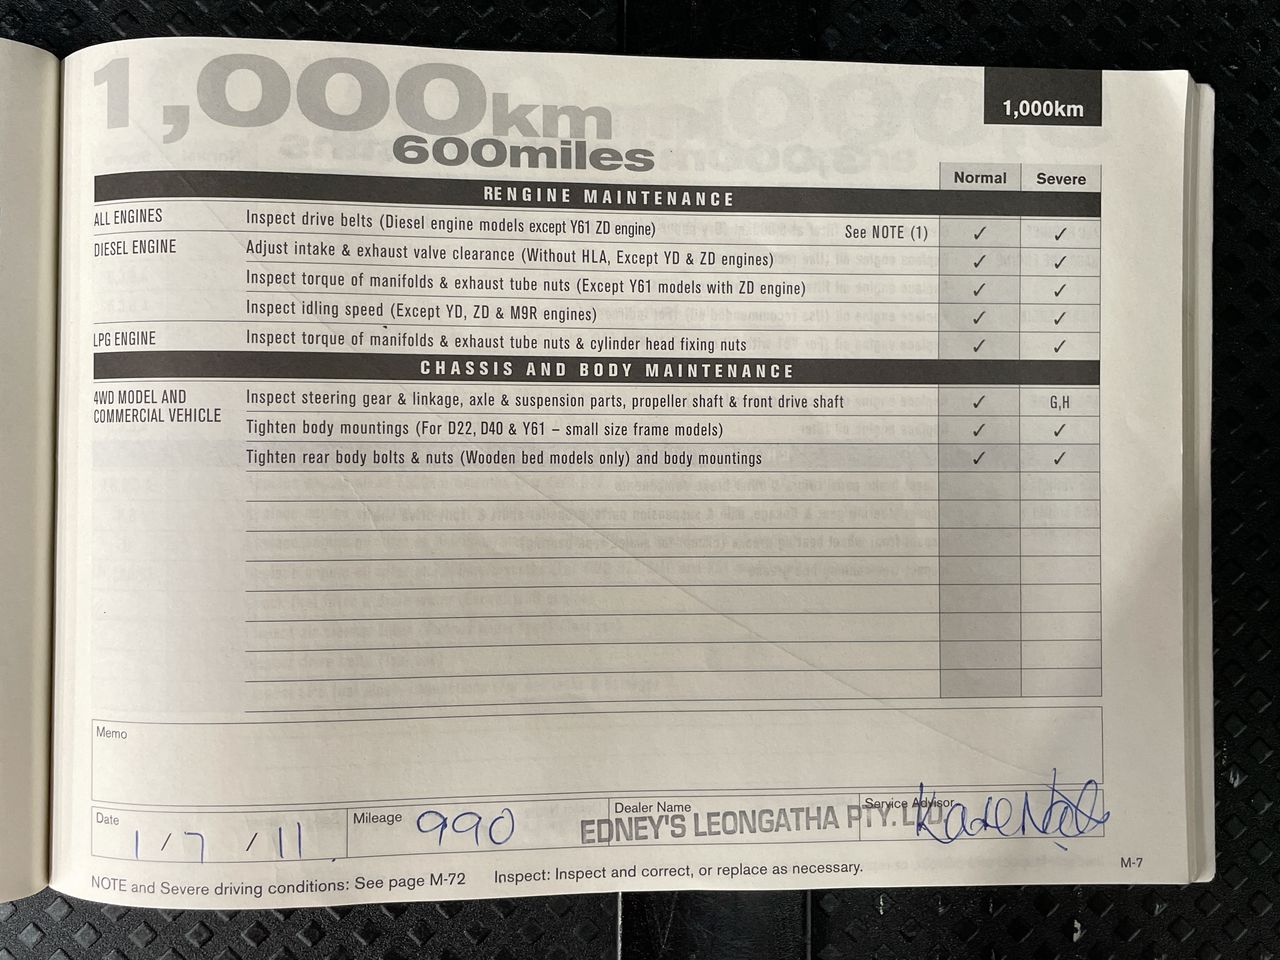 1,000km
600miles
1,000km
Normal Severe
RENGINE MAINTENANCE
ALL ENGINES Inspect drive belts (Diesel engine models except Y61 ZD engine) See NOTE (1) ✓ ✓
DIESEL ENGINE Adjust intake & exhaust valve clearance (Without HLA, Except YD & ZD engines) ✓ ✓
Inspect torque of manifolds & exhaust tube nuts (Except Y61 models with ZD engine) ✓ ✓
Inspect idling speed (Except YD, ZD & M9R engines) ✓ ✓
LPG ENGINE Inspect torque of manifolds & exhaust tube nuts & cylinder head fixing nuts ✓ ✓
CHASSIS AND BODY MAINTENANCE
4WD MODEL AND
COMMERCIAL VEHICLE
Inspect steering gear & linkage, axle & suspension parts, propeller shaft & front drive shaft ✓ G,H
Tighten body mountings (For D22, D40 & Y61 – small size frame models) ✓ ✓
Tighten rear body bolts & nuts (Wooden bed models only) and body mountings ✓ ✓
Memo
Date 1/7/11
Mileage 990
Dealer Name
EDNEY'S LEONGATHA PTY. LTD.
Service Advisor
NOTE and Severe driving conditions: See page M-72 Inspect: Inspect and correct, or replace as necessary.
M-7